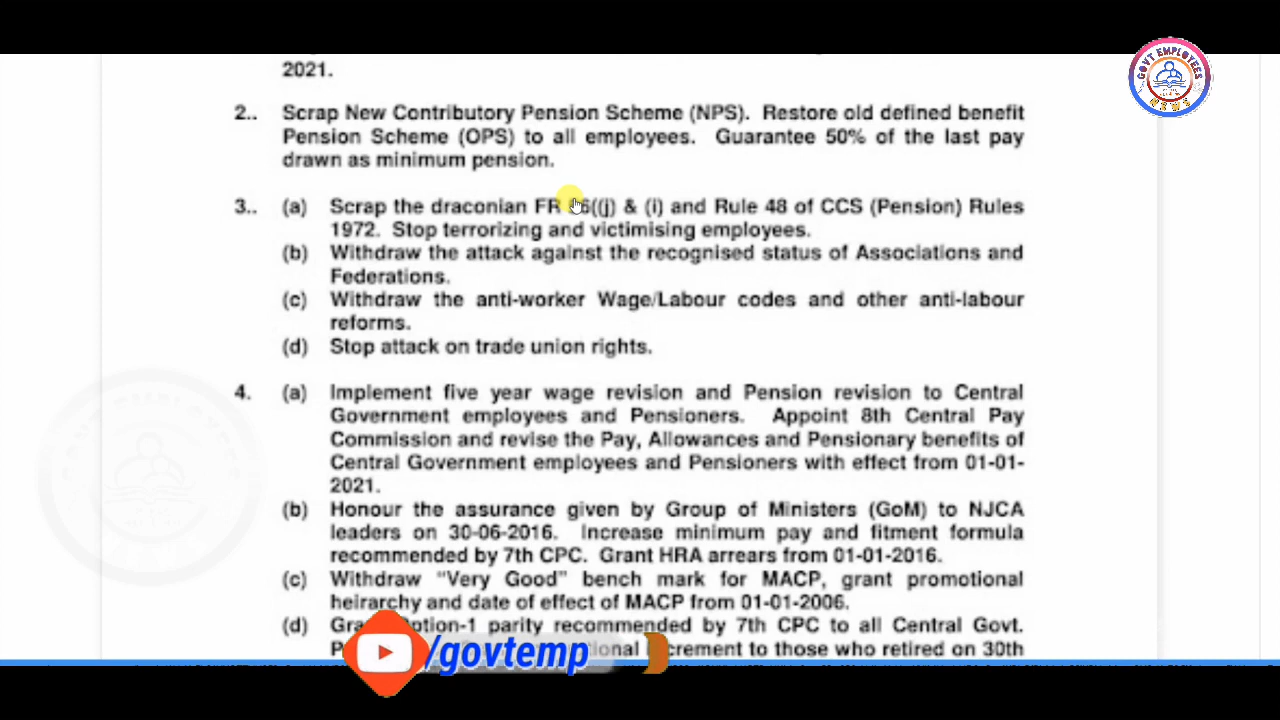 2021.
2.. Scrap New Contributory Pension Scheme (NPS). Restore old defined benefit
Pension Scheme (OPS) to all employees. Guarantee 50% of the last pay
drawn as minimum pension.
3.. (a) Scrap the draconian FR 6((j) & (i) and Rule 48 of CCS (Pension) Rules
1972. Stop terrorizing and victimising employees.
(b) Withdraw the attack against the recognised status of Associations and
Federations.
(c) Withdraw the anti-worker Wage/Labour codes and other anti-labour
reforms.
(d) Stop attack on trade union rights.
4. (a) Implement five year wage revision and Pension revision to Central
Government employees and Pensioners. Appoint 8th Central Pay
Commission and revise the Pay, Allowances and Pensionary benefits of
Central Government employees and Pensioners with effect from 01-01-
2021.
(b) Honour the assurance given by Group of Ministers (GoM) to NJCA
leaders on 30-06-2016. Increase minimum pay and fitment formula
recommended by 7th CPC. Grant HRA arrears from 01-01-2016.
(c) Withdraw "Very Good" bench mark for MACP, grant promotional
heirarchy and date of effect of MACP from 01-01-2006.
(d) parity recommended by 7th CPC to all Central Govt.
to those who retired on 30th
/govtemp
GOVT EMPLOYEES
NEWS